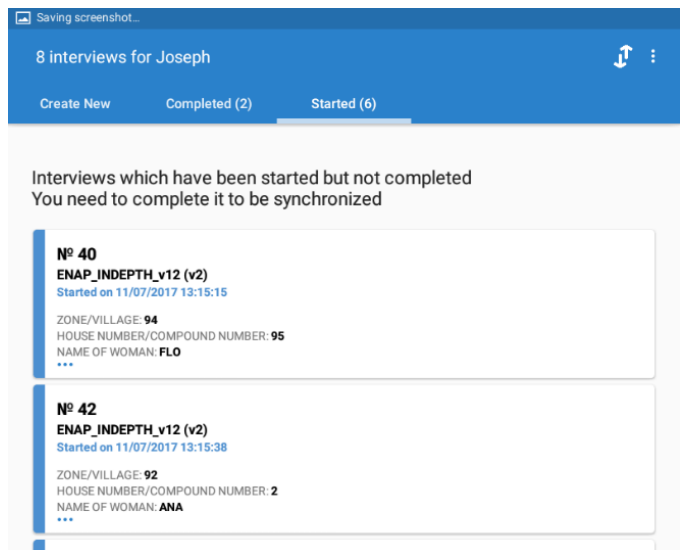 Saving screenshot...
8 interviews for Joseph
Create New Completed (2) Started (6)
Interviews which have been started but not completed
You need to complete it to be synchronized
Nº 40
ENAP_INDEPTH_v12 (v2)
Started on 11/07/2017 13:15:15
ZONE/VILLAGE: 94
HOUSE NUMBER/COMPOUND NUMBER: 95
NAME OF WOMAN: FLO
...
Nº 42
ENAP_INDEPTH_v12 (v2)
Started on 11/07/2017 13:15:38
ZONE/VILLAGE: 92
HOUSE NUMBER/COMPOUND NUMBER: 2
NAME OF WOMAN: ANA
...